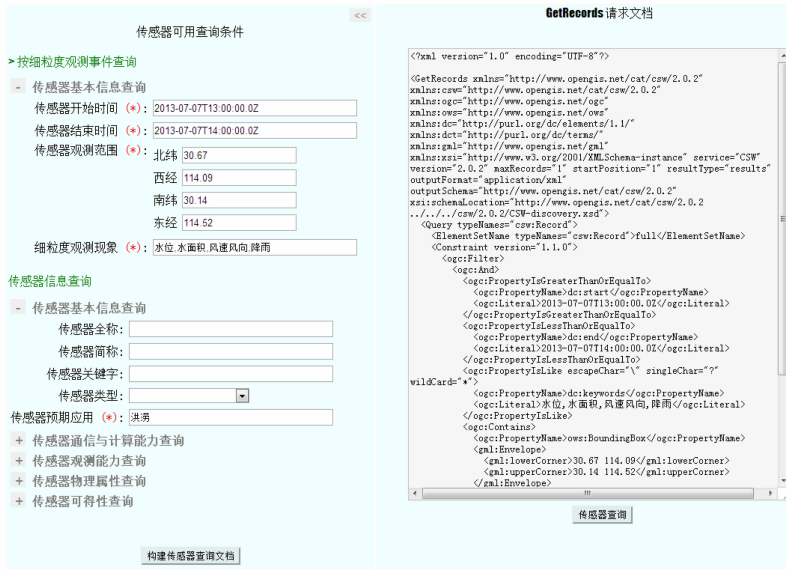 <<
传感器可用查询条件
>按细粒度观测事件查询
- 传感器基本信息查询
传感器开始时间 (*): 2013-07-07T13:00:00.0Z
传感器结束时间 (*): 2013-07-07T14:00:00.0Z
传感器观测范围 (*): 北纬 30.67
西经 114.09
南纬 30.14
东经 114.52
细粒度观测现象 (*): 水位,水面积,风速风向,降雨
传感器信息查询
- 传感器基本信息查询
传感器全称:
传感器简称:
传感器关键字:
传感器类型:
传感器预期应用 (*): 洪涝
+ 传感器通信与计算能力查询
+ 传感器观测能力查询
+ 传感器物理属性查询
+ 传感器可得性查询
构建传感器查询文档
GetRecords 请求文档
<?xml version="1.0" encoding="UTF-8"?>
<GetRecords xmlns="http://www.opengis.net/cat/csw/2.0.2"
xmlns:csw="http://www.opengis.net/cat/csw/2.0.2"
xmlns:ogc="http://www.opengis.net/ogc"
xmlns:ows="http://www.opengis.net/ows"
xmlns:dc="http://purl.org/dc/elements/1.1/"
xmlns:dct="http://purl.org/dc/terms/"
xmlns:gml="http://www.opengis.net/gml"
xmlns:xsi="http://www.w3.org/2001/XMLSchema-instance" service="CSW"
version="2.0.2" maxRecords="1" startPosition="1" resultType="results"
outputFormat="application/xml"
outputSchema="http://www.opengis.net/cat/csw/2.0.2"
xsi:schemaLocation="http://www.opengis.net/cat/csw/2.0.2
../../../csw/2.0.2/CSW-discovery.xsd">
<Query typeNames="csw:Record">
<ElementSetName typeNames="csw:Record">full</ElementSetName>
<Constraint version="1.1.0">
<ogc:Filter>
<ogc:And>
<ogc:PropertyIsGreaterThanOrEqualTo>
<ogc:PropertyName>dc:start</ogc:PropertyName>
<ogc:Literal>2013-07-07T13:00:00.0Z</ogc:Literal>
</ogc:PropertyIsGreaterThanOrEqualTo>
<ogc:PropertyIsLessThanOrEqualTo>
<ogc:PropertyName>dc:end</ogc:PropertyName>
<ogc:Literal>2013-07-07T14:00:00.0Z</ogc:Literal>
</ogc:PropertyIsLessThanOrEqualTo>
<ogc:PropertyIsLike escapeChar="\" singleChar="?"
wildCard="*">
<ogc:PropertyName>dc:keywords</ogc:PropertyName>
<ogc:Literal>水位,水面积,风速风向,降雨</ogc:Literal>
</ogc:PropertyIsLike>
<ogc:Contains>
<ogc:PropertyName>ows:BoundingBox</ogc:PropertyName>
<gml:Envelope>
<gml:lowerCorner>30.67 114.09</gml:lowerCorner>
<gml:upperCorner>30.14 114.52</gml:upperCorner>
</gml:Envelope>
传感器查询